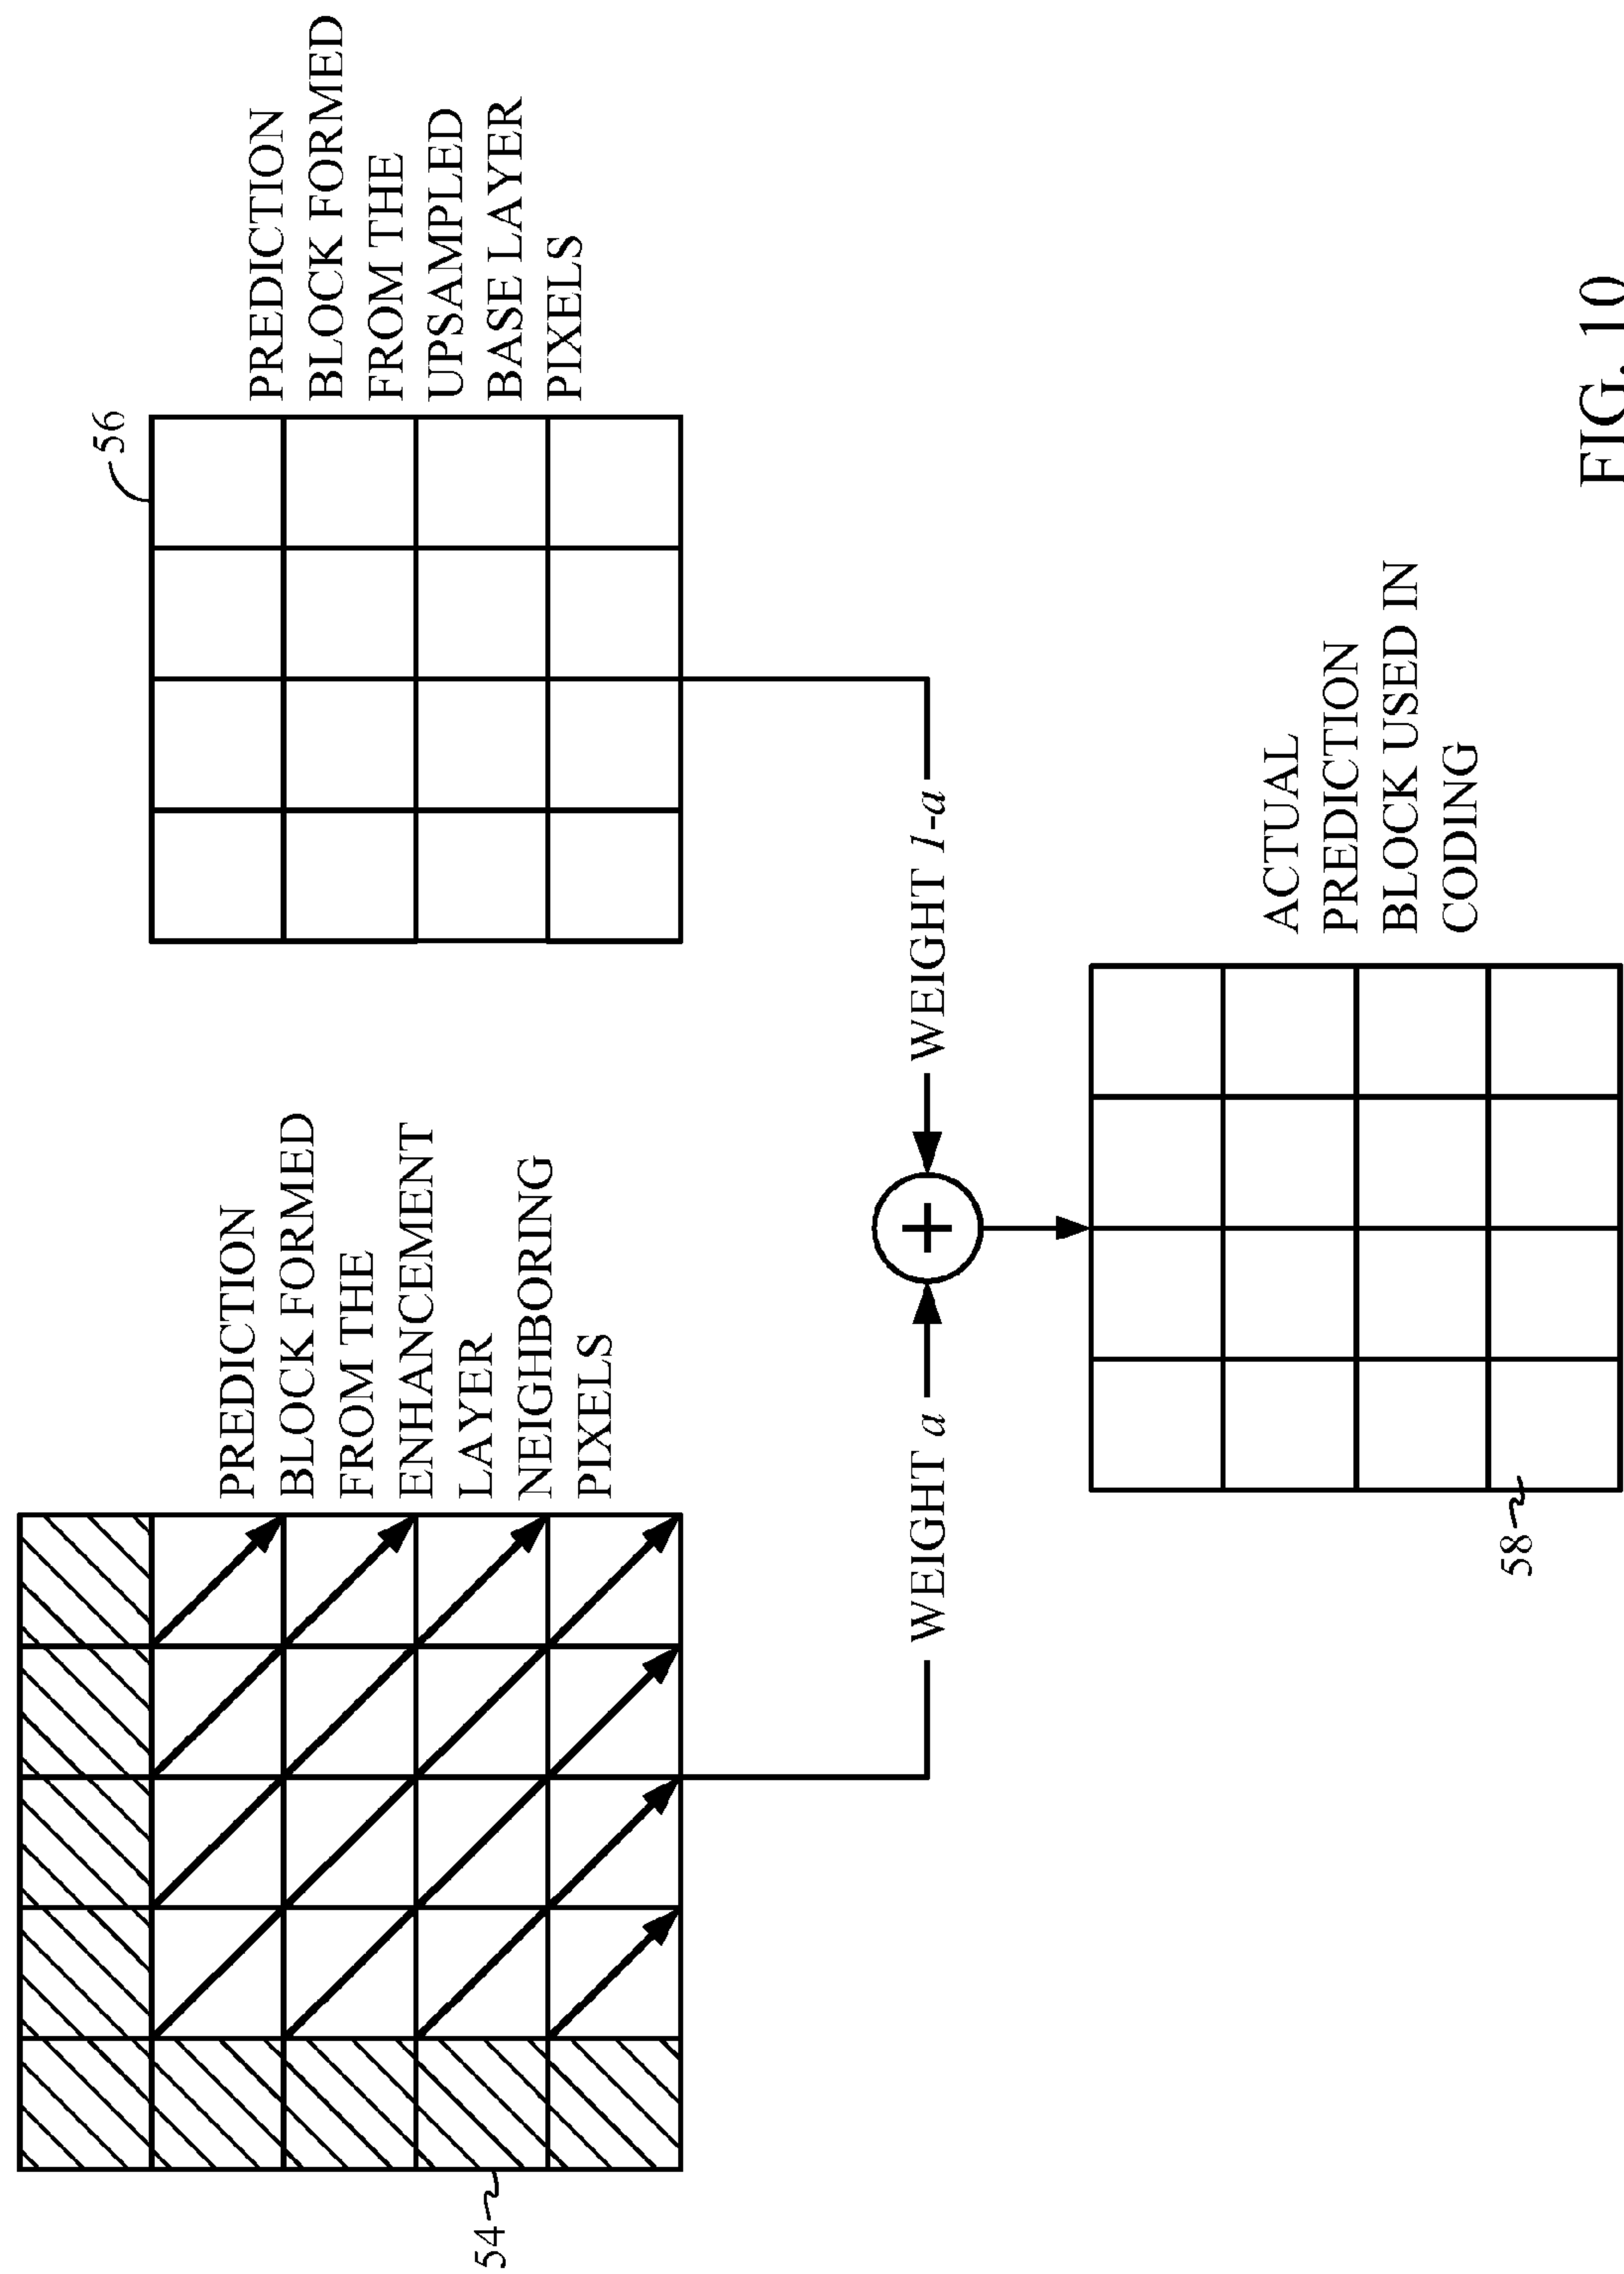 54
PREDICTION
BLOCK FORMED
FROM THE
ENHANCEMENT
LAYER
NEIGHBORING
PIXELS
56
PREDICTION
BLOCK FORMED
FROM THE
UPSAMPLED
BASE LAYER
PIXELS
WEIGHT a
+
WEIGHT 1-a
58
ACTUAL
PREDICTION
BLOCK USED IN
CODING
FIG. 10